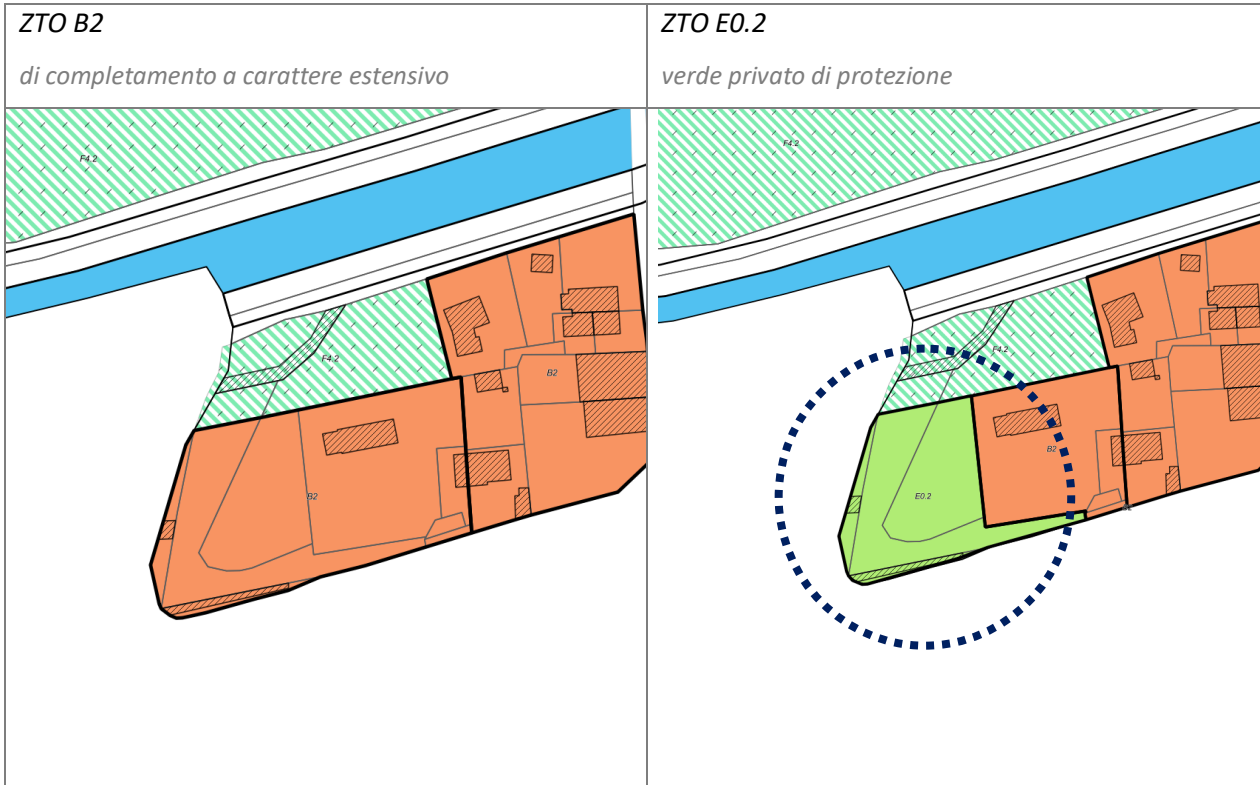 ZTO B2
di completamento a carattere estensivo
ZTO E0.2
verde privato di protezione
F4.2
F4.2
B2
B2
F4.2
F4.2
B2
E0.2